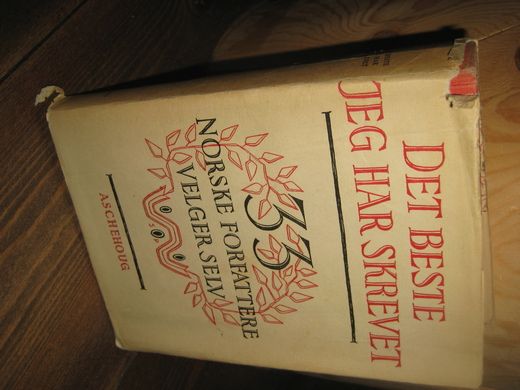 DET BESTE
JEG HAR SKREVET
33
NORSKE FORFATTERE
VELGER SELV
ASCHEHOUG